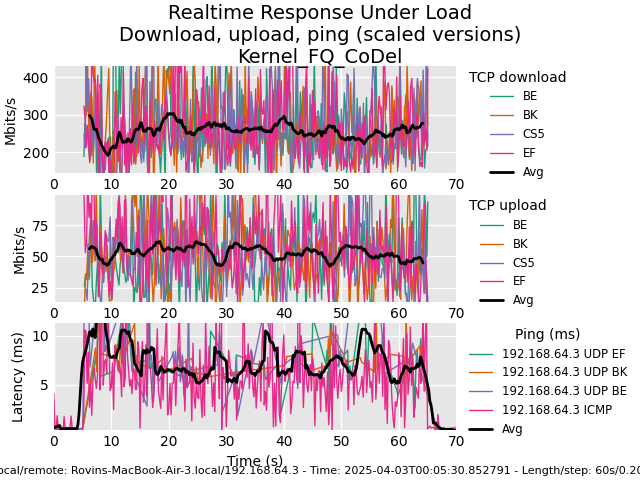 Realtime Response Under Load
Download, upload, ping (scaled versions)
Kernel_FQ_CoDel
TCP download
BE
BK
CS5
EF
Avg
Mbits/s
400
300
200
0 10 20 30 40 50 60 70
TCP upload
BE
BK
CS5
EF
Avg
Mbits/s
75
50
25
0 10 20 30 40 50 60 70
Ping (ms)
192.168.64.3 UDP EF
192.168.64.3 UDP BK
192.168.64.3 UDP BE
192.168.64.3 ICMP
Avg
Latency (ms)
10
5
0 10 20 30 40 50 60 70
Time (s)
ocal/remote: Rovins-MacBook-Air-3.local/192.168.64.3 - Time: 2025-04-03T00:05:30.852791 - Length/step: 60s/0.20